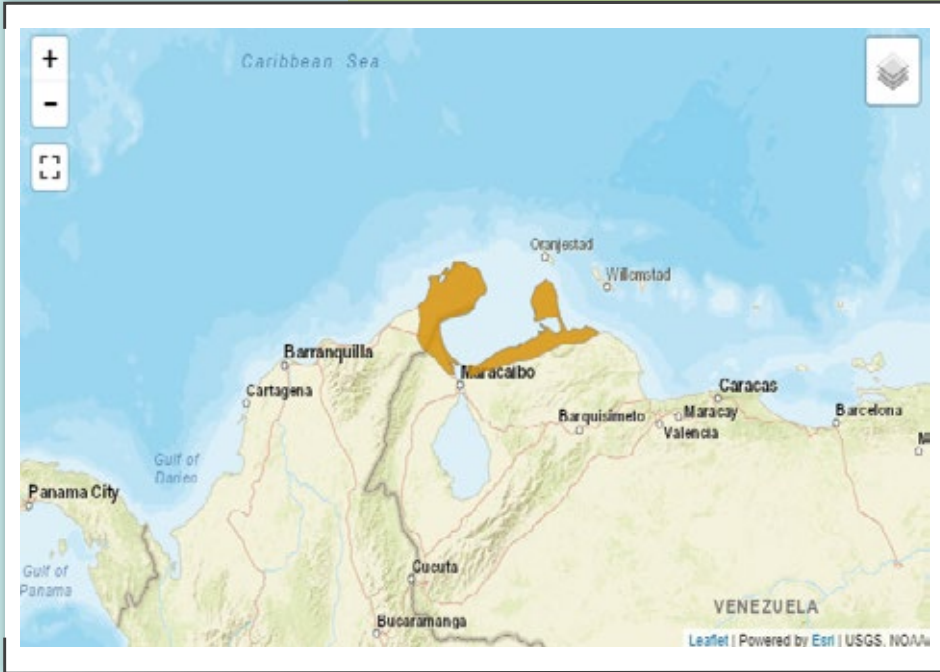 +
-
Caribbean Sea
Oranjestad
Willemstad
Barranquilla
Maracaibo
Cartagena
Caracas
Barquisimeto
Maracay
Barcelona
Valencia
Gulf of
Darien
Panama City
Gulf of
Panama
Cucuta
Bucaramanga
VENEZUELA
Leaflet | Powered by Esri | USGS, NOAA